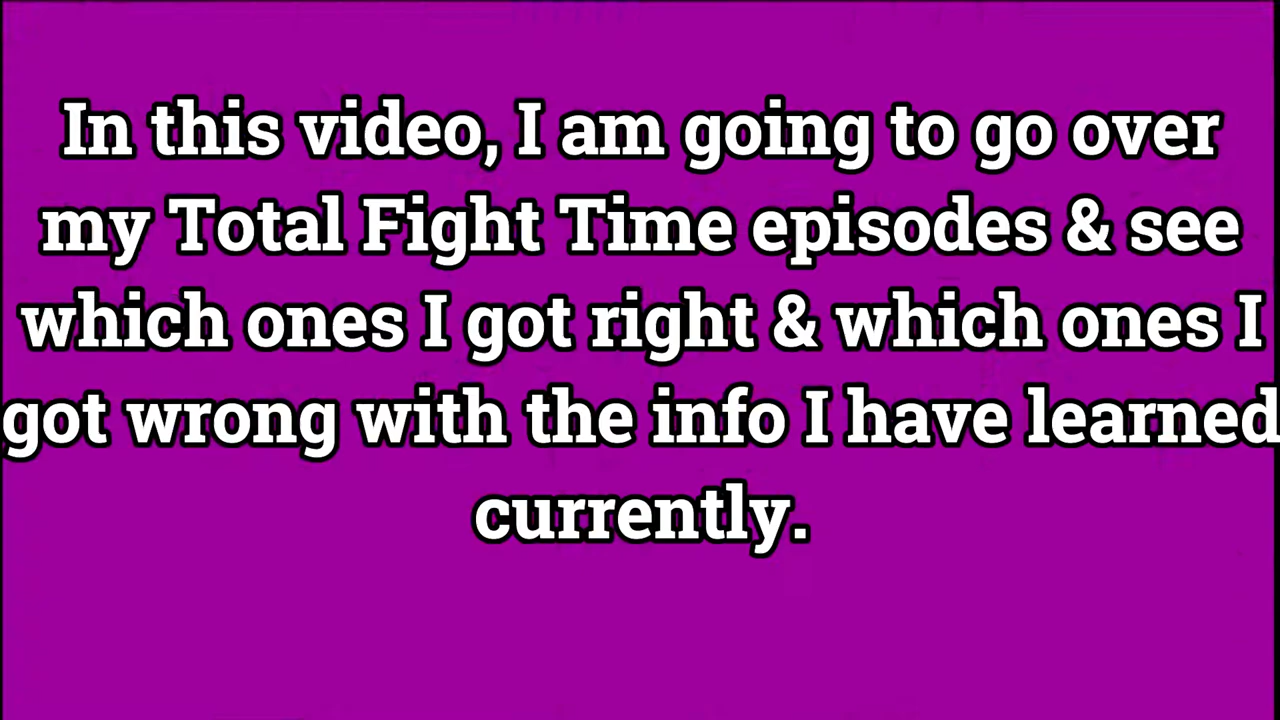 In this video, I am going to go over
my Total Fight Time episodes & see
which ones I got right & which ones I
got wrong with the info I have learned
currently.